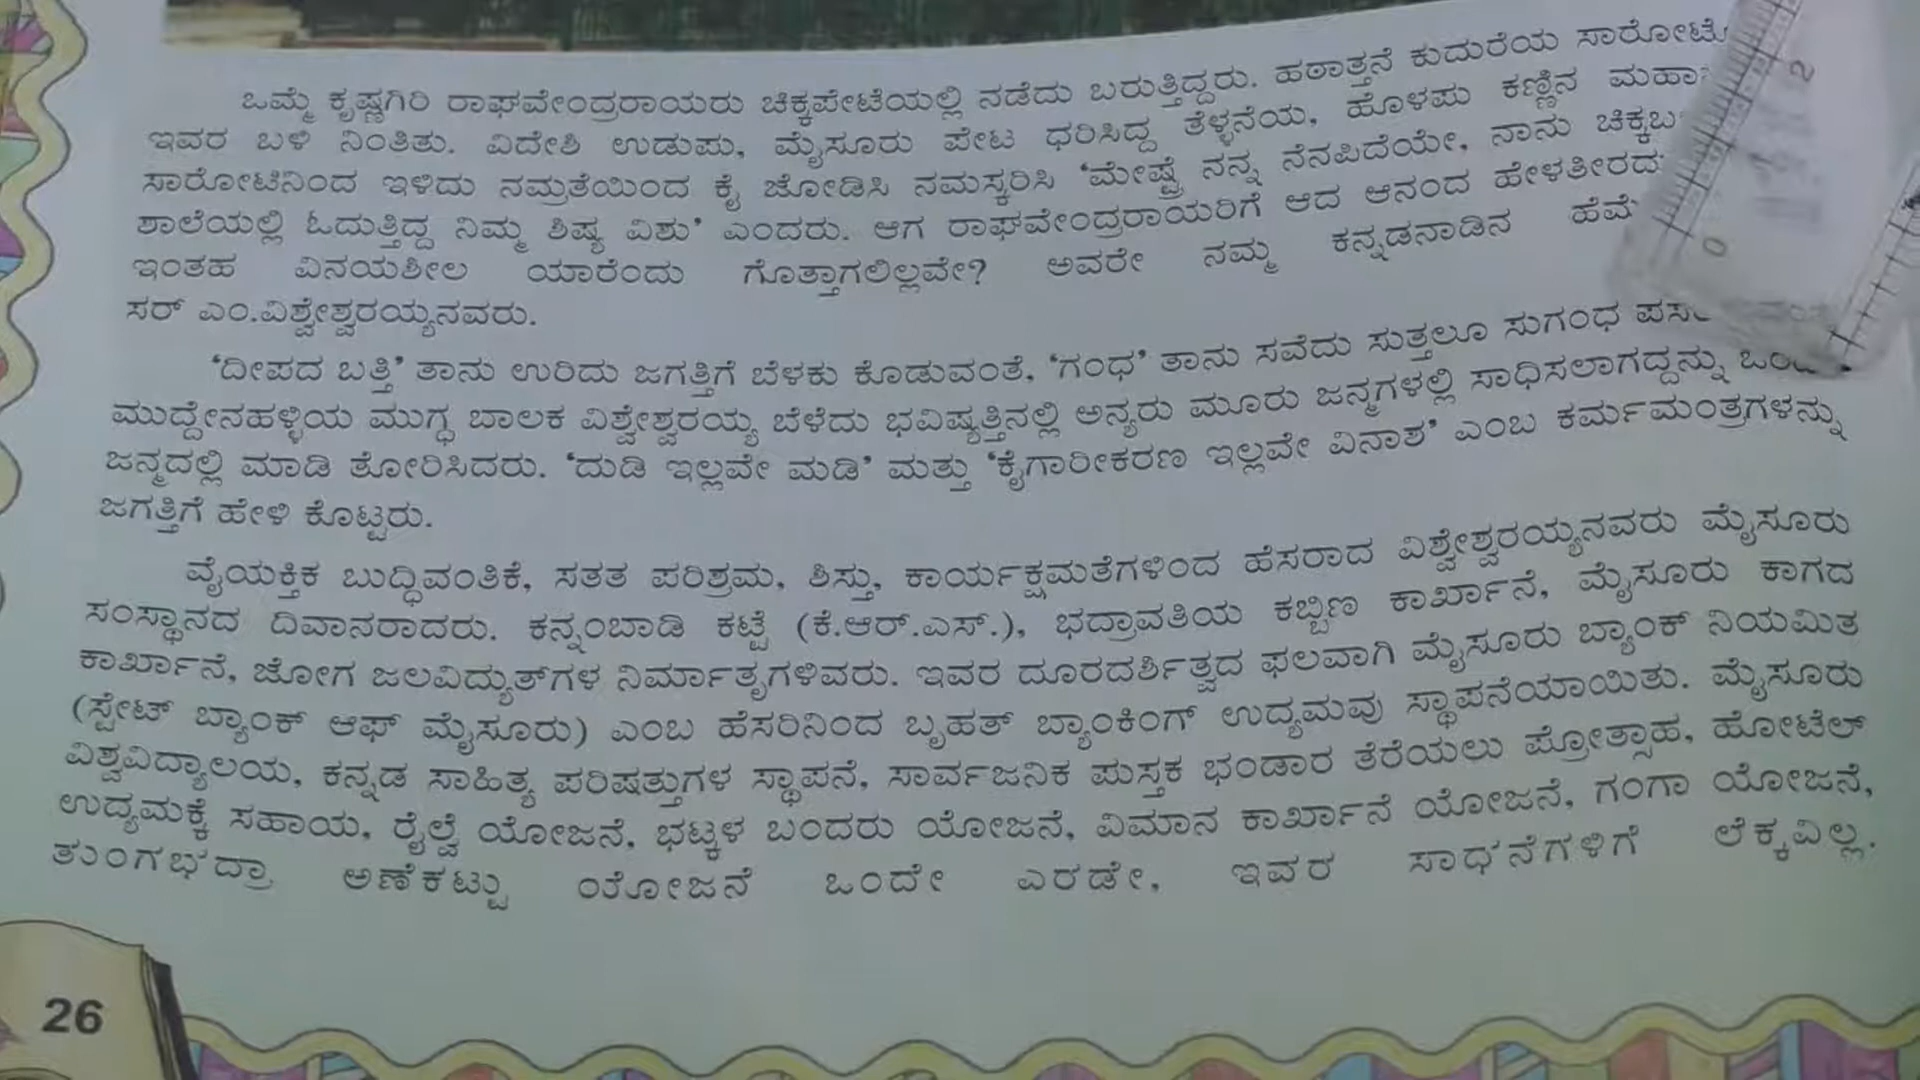 ಒಮ್ಮೆ ಕೃಷ್ಣಗಿರಿ ರಾಘವೇಂದ್ರರಾಯರು ಚಿಕ್ಕಪೇಟೆಯಲ್ಲಿ ನಡೆದು ಬರುತ್ತಿದ್ದರು. ಹಠಾತ್ತನೆ ಕುದುರೆಯ
ಇವರ ಬಳಿ ನಿಂತಿತು. ವಿದೇಶಿ ಉಡುಪು, ಮೈಸೂರು ಪೇಟ ಧರಿಸಿದ್ದ ತೆಳ್ಳನೆಯ, ಹೊಳಪು ಕಣ್ಣಿನ
ಸಾರೋಟಿನಿಂದ ಇಳಿದು ನಮ್ರತೆಯಿಂದ ಕೈ ಜೋಡಿಸಿ ನಮಸ್ಕರಿಸಿ ‘ಮೇಷ್ಟ್ರೆ ನನ್ನ ನೆನಪಿದೆಯೇ, ನಾನು
ಶಾಲೆಯಲ್ಲಿ ಓದುತ್ತಿದ್ದ ನಿಮ್ಮ ಶಿಷ್ಯ ವಿಶು’ ಎಂದರು. ಆಗ ರಾಘವೇಂದ್ರರಾಯರಿಗೆ ಆದ ಆನಂದ
ಇಂತಹ ವಿನಯಶೀಲ ಯಾರೆಂದು ಗೊತ್ತಾಗಲಿಲ್ಲವೇ? ಅವರೇ ನಮ್ಮ ಕನ್ನಡನಾಡಿನ
ಸರ್ ಎಂ.ವಿಶ್ವೇಶ್ವರಯ್ಯನವರು.
‘ದೀಪದ ಬತ್ತಿ’ ತಾನು ಉರಿದು ಜಗತ್ತಿಗೆ ಬೆಳಕು ಕೊಡುವಂತೆ, ‘ಗಂಧ’ ತಾನು ಸವೆದು ಸುತ್ತಲೂ ಸುಗಂಧ
ಮುದ್ದೇನಹಳ್ಳಿಯ ಮುಗ್ಧ ಬಾಲಕ ವಿಶ್ವೇಶ್ವರಯ್ಯ ಬೆಳೆದು ಭವಿಷ್ಯತ್ತಿನಲ್ಲಿ ಅನ್ಯರು ಮೂರು ಜನ್ಮಗಳಲ್ಲಿ ಸಾಧಿಸಲಾಗದ್ದನ್ನು
ಜನ್ಮದಲ್ಲಿ ಮಾಡಿ ತೋರಿಸಿದರು. ‘ದುಡಿ ಇಲ್ಲವೇ ಮಡಿ’ ಮತ್ತು ‘ಕೈಗಾರೀಕರಣ ಇಲ್ಲವೇ ವಿನಾಶ’ ಎಂಬ ಕರ್ಮಮಂತ್ರಗಳನ್ನು
ಜಗತ್ತಿಗೆ ಹೇಳಿ ಕೊಟ್ಟರು.
ವೈಯಕ್ತಿಕ ಬುದ್ಧಿವಂತಿಕೆ, ಸತತ ಪರಿಶ್ರಮ, ಶಿಸ್ತು, ಕಾರ್ಯಕ್ಷಮತೆಗಳಿಂದ ಹೆಸರಾದ ವಿಶ್ವೇಶ್ವರಯ್ಯನವರು ಮೈಸೂರು
ಸಂಸ್ಥಾನದ ದಿವಾನರಾದರು. ಕನ್ನಂಬಾಡಿ ಕಟ್ಟೆ (ಕೆ.ಆರ್.ಎಸ್.), ಭದ್ರಾವತಿಯ ಕಬ್ಬಿಣ ಕಾರ್ಖಾನೆ, ಮೈಸೂರು ಕಾಗದ
ಕಾರ್ಖಾನೆ, ಜೋಗ ಜಲವಿದ್ಯುತ್‌ಗಳ ನಿರ್ಮಾತೃಗಳಿವರು. ಇವರ ದೂರದರ್ಶಿತ್ವದ ಫಲವಾಗಿ ಮೈಸೂರು ಬ್ಯಾಂಕ್ ನಿಯಮಿತ
(ಸ್ಟೇಟ್ ಬ್ಯಾಂಕ್ ಆಫ್ ಮೈಸೂರು) ಎಂಬ ಹೆಸರಿನಿಂದ ಬೃಹತ್ ಬ್ಯಾಂಕಿಂಗ್ ಉದ್ಯಮವು ಸ್ಥಾಪನೆಯಾಯಿತು. ಮೈಸೂರು
ವಿಶ್ವವಿದ್ಯಾಲಯ, ಕನ್ನಡ ಸಾಹಿತ್ಯ ಪರಿಷತ್ತುಗಳ ಸ್ಥಾಪನೆ, ಸಾರ್ವಜನಿಕ ಪುಸ್ತಕ ಭಂಡಾರ ತೆರೆಯಲು ಪ್ರೋತ್ಸಾಹ, ಹೋಟೆಲ್
ಉದ್ಯಮಕ್ಕೆ ಸಹಾಯ, ರೈಲ್ವೆ ಯೋಜನೆ, ಭಟ್ಕಳ ಬಂದರು ಯೋಜನೆ, ವಿಮಾನ ಕಾರ್ಖಾನೆ ಯೋಜನೆ, ಗಂಗಾ ಯೋಜನೆ,
ತುಂಗಭದ್ರಾ ಅಣೆಕಟ್ಟು ಯೋಜನೆ ಒಂದೇ ಎರಡೇ, ಇವರ ಸಾಧನೆಗಳಿಗೆ ಲೆಕ್ಕವಿಲ್ಲ.
26
0
2